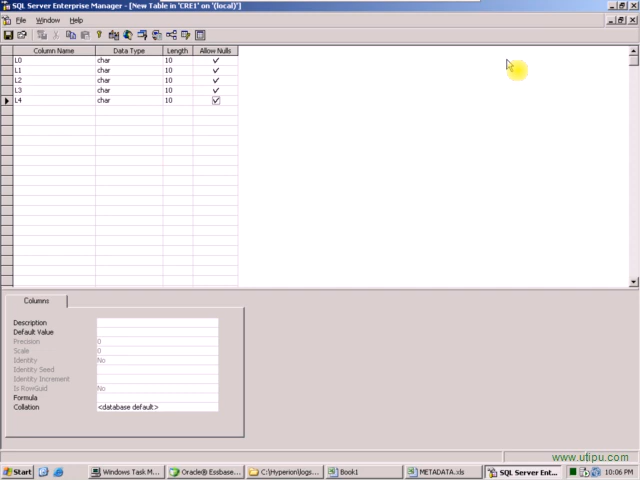 SQL Server Enterprise Manager - [New Table in 'CRE1' on '(local)']
File Window Help
Column Name Data Type Length Allow Nulls
L0 char 10
L1 char 10
L2 char 10
L3 char 10
L4 char 10
Columns
Description
Default Value
Precision 0
Scale 0
Identity No
Identity Seed
Identity Increment
Is RowGuid No
Formula
Collation <database default>
www.utipu.com
Start Windows Task M... Oracle® Essbase... C:\Hyperion\logs... Book1 METADATA.xls SQL Server Ent... 10:06 PM